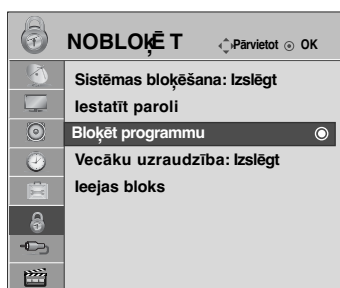 NOBLOĶĒ T Pārvietot OK
Sistēmas bloķēšana: Izslēgt
Iestatīt paroli
Bloķēt programmu
Vecāku uzraudzība: Izslēgt
Ieejas bloks